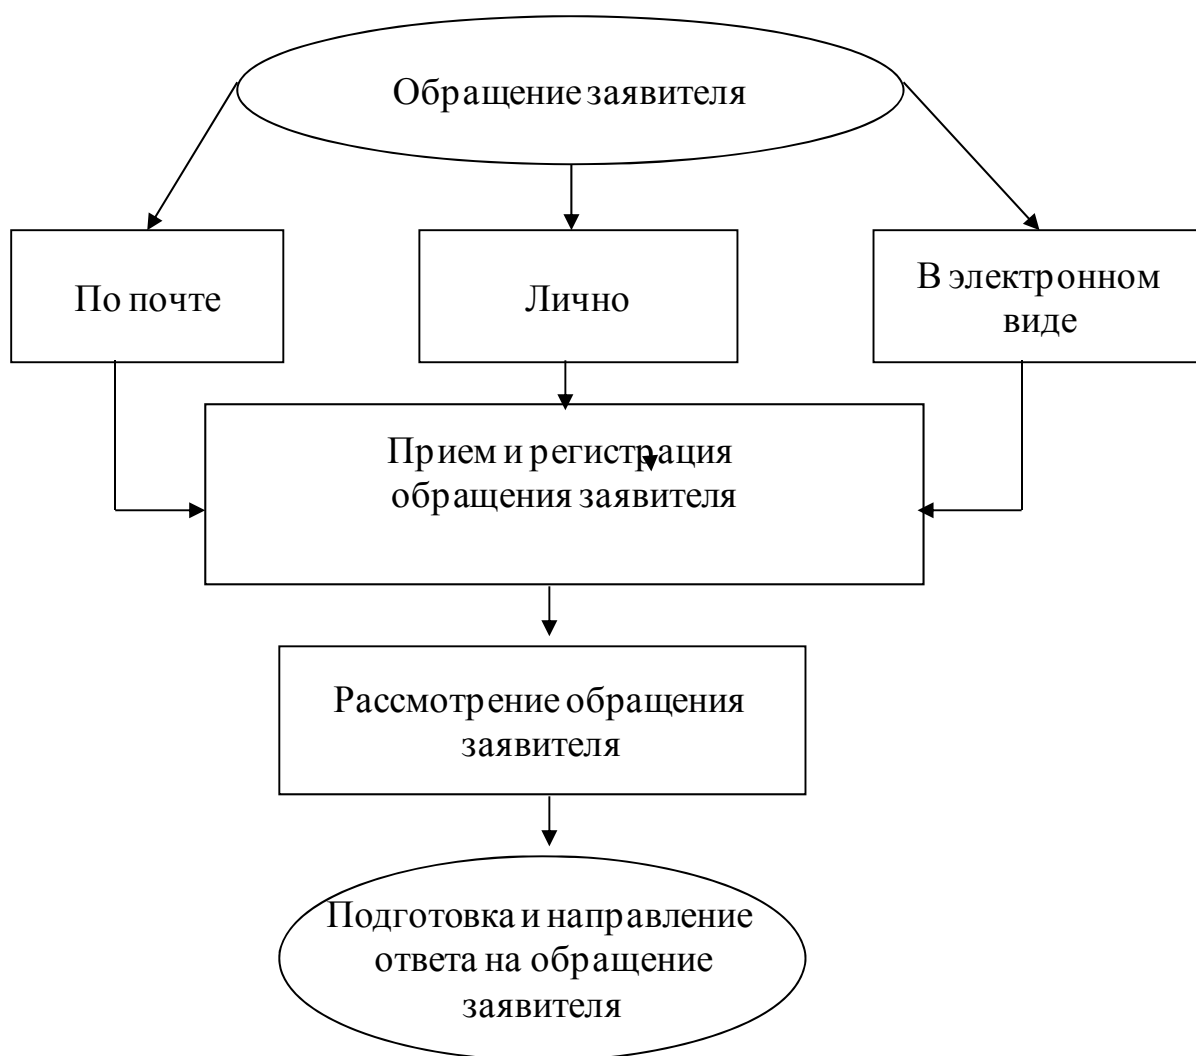 Обращение заявителя
По почте
Лично
В электронном
виде
Прием и регистрация
обращения заявителя
Рассмотрение обращения
заявителя
Подготовка и направление
ответа на обращение
заявителя